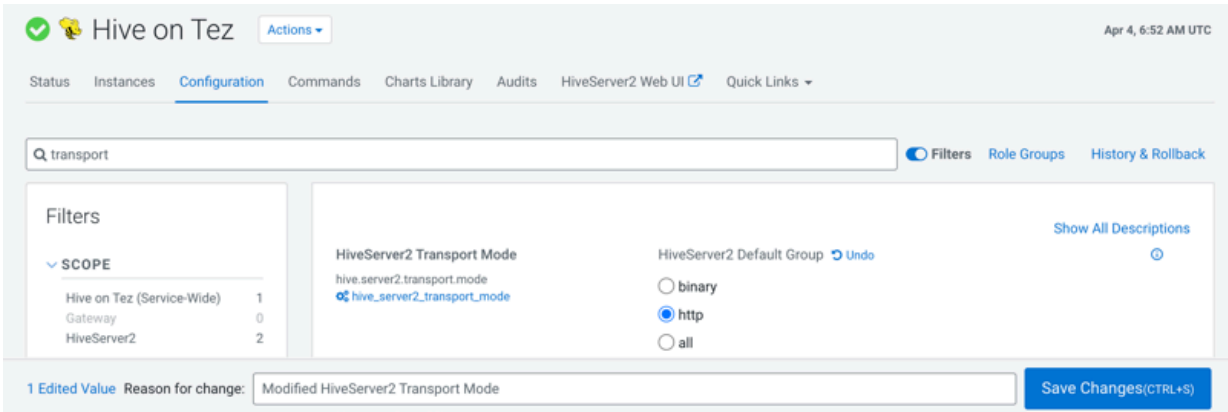 Hive on Tez Actions
Apr 4, 6:52 AM UTC
Status Instances Configuration Commands Charts Library Audits HiveServer2 Web UI Quick Links
transport
Filters Role Groups History & Rollback
Filters
SCOPE
Hive on Tez (Service-Wide) 1
Gateway 0
HiveServer2 2
Show All Descriptions
HiveServer2 Transport Mode
hive.server2.transport.mode
hive_server2_transport_mode
HiveServer2 Default Group Undo
binary
http
all
1 Edited Value Reason for change: Modified HiveServer2 Transport Mode Save Changes(CTRL+S)